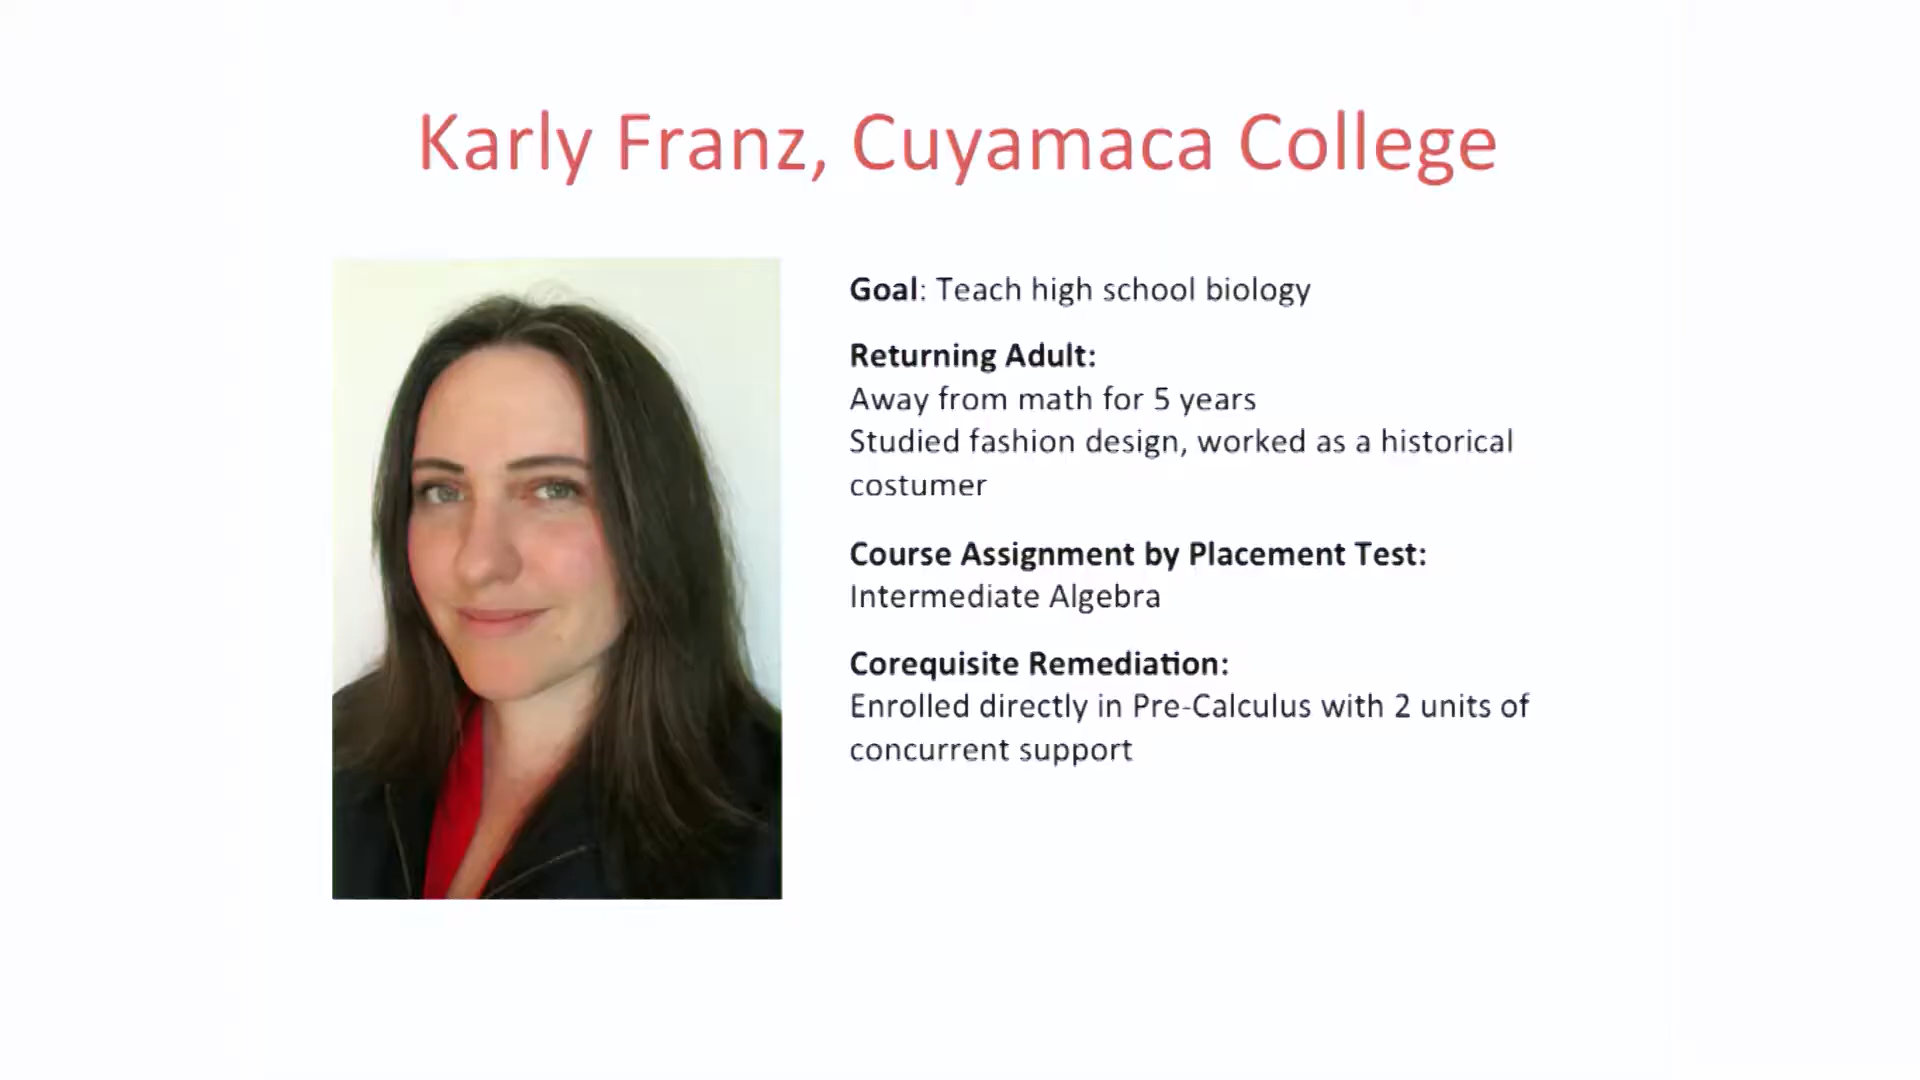 Karly Franz, Cuyamaca College
Goal: Teach high school biology
Returning Adult:
Away from math for 5 years
Studied fashion design, worked as a historical
costumer
Course Assignment by Placement Test:
Intermediate Algebra
Corequisite Remediation:
Enrolled directly in Pre-Calculus with 2 units of
concurrent support